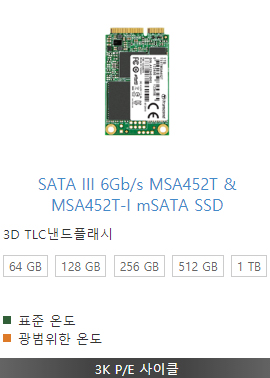 Transcend
SATA III 6Gb/s MSA452T &
MSA452T-I mSATA SSD
3D TLC낸드플래시
64 GB 128 GB 256 GB 512 GB 1 TB
표준 온도
광범위한 온도
3K P/E 사이클